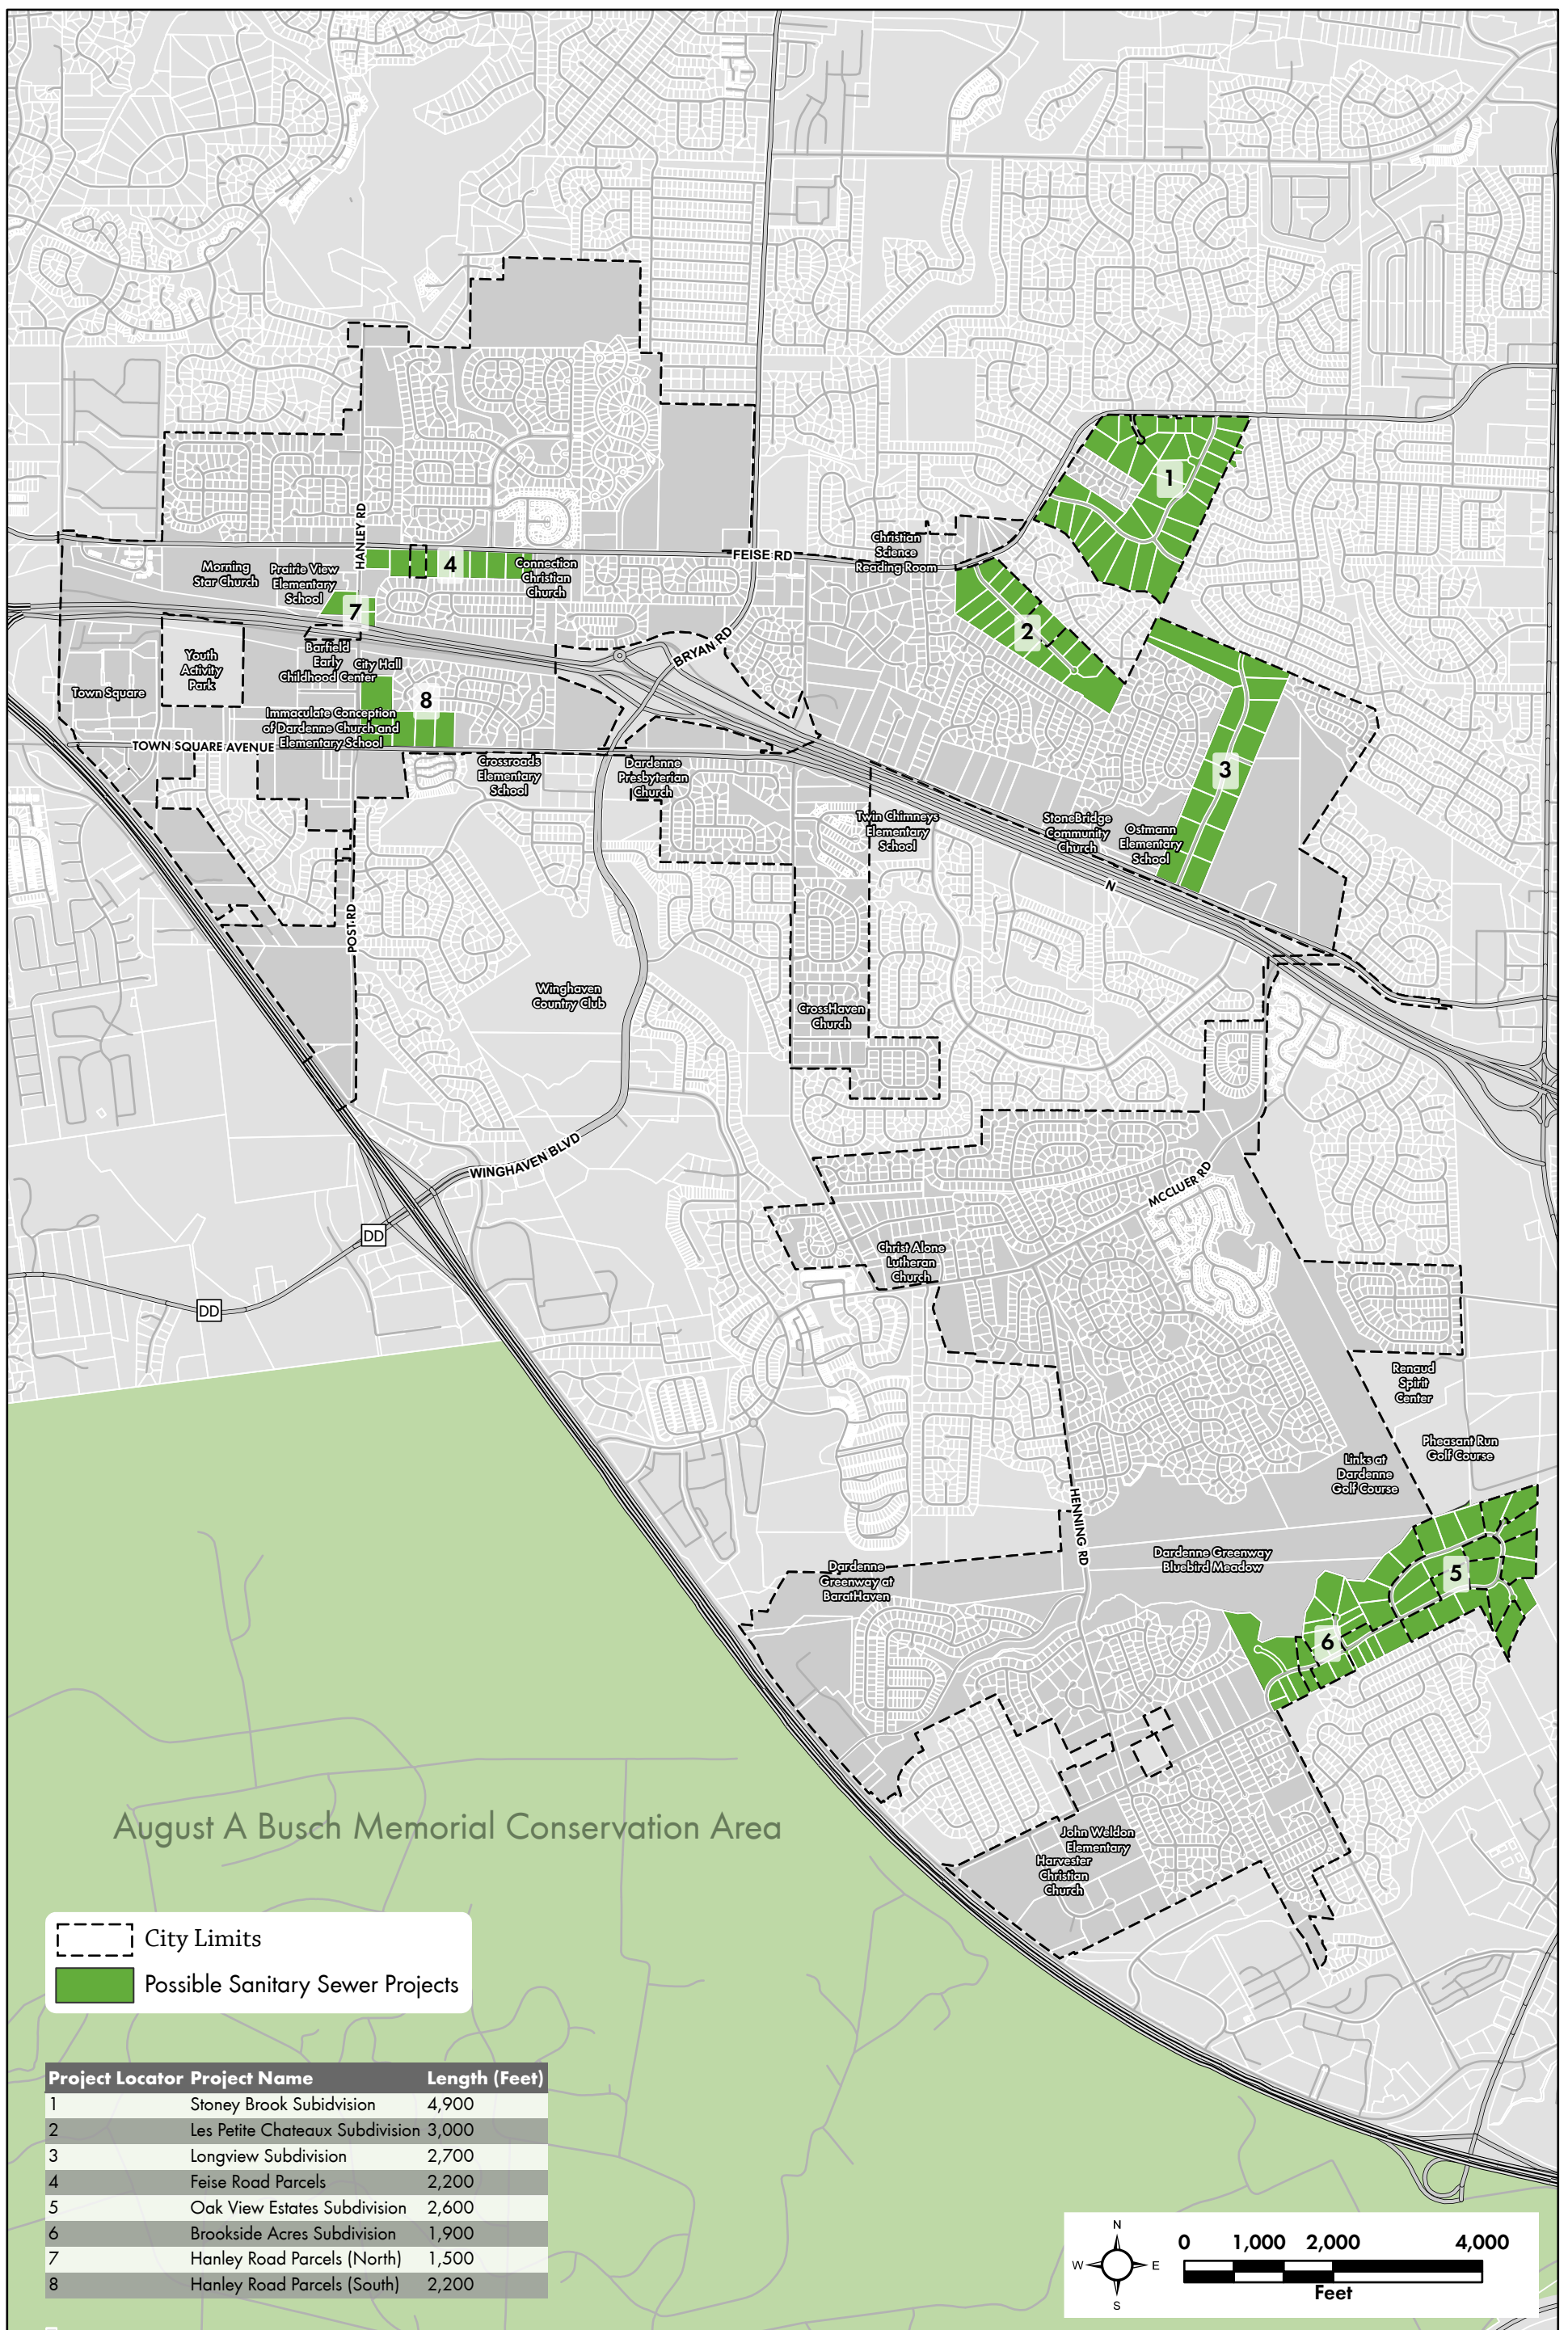 1
HANLEY RD
FEISE RD
Christian
Science
Reading Room
Morning
Star Church
Prairie View
Elementary
School
4
Connection
Christian
Church
7
2
BRYAN RD
Barfield
Early
Childhood Center
City Hall
Youth
Activity
Park
Town Square
8
Immaculate Conception
of Dardenne Church and
Elementary School
TOWN SQUARE AVENUE
Crossroads
Elementary
School
Dardenne
Presbyterian
Church
3
Twin Chimneys
Elementary
School
StoneBridge
Community
Church
Ostmann
Elementary
School
N
POST RD
Winghaven
Country Club
CrossHaven
Church
WINGHAVEN BLVD
MCCLUER RD
DD
Christ Alone
Lutheran
Church
DD
Renaud
Spirit
Center
Pheasant Run
Golf Course
Links at
Dardenne
Golf Course
HENNING RD
Dardenne Greenway
Bluebird Meadow
Dardenne
Greenway at
BaratHaven
5
6
August A Busch Memorial Conservation Area
John Weldon
Elementary
Harvester
Christian
Church
City Limits
Possible Sanitary Sewer Projects
Project Locator Project Name Length (Feet)
1 Stoney Brook Subidvision 4,900
2 Les Petite Chateaux Subdivision 3,000
3 Longview Subdivision 2,700
4 Feise Road Parcels 2,200
5 Oak View Estates Subdivision 2,600
6 Brookside Acres Subdivision 1,900
7 Hanley Road Parcels (North) 1,500
8 Hanley Road Parcels (South) 2,200
N
W E
S
0 1,000 2,000 4,000
Feet